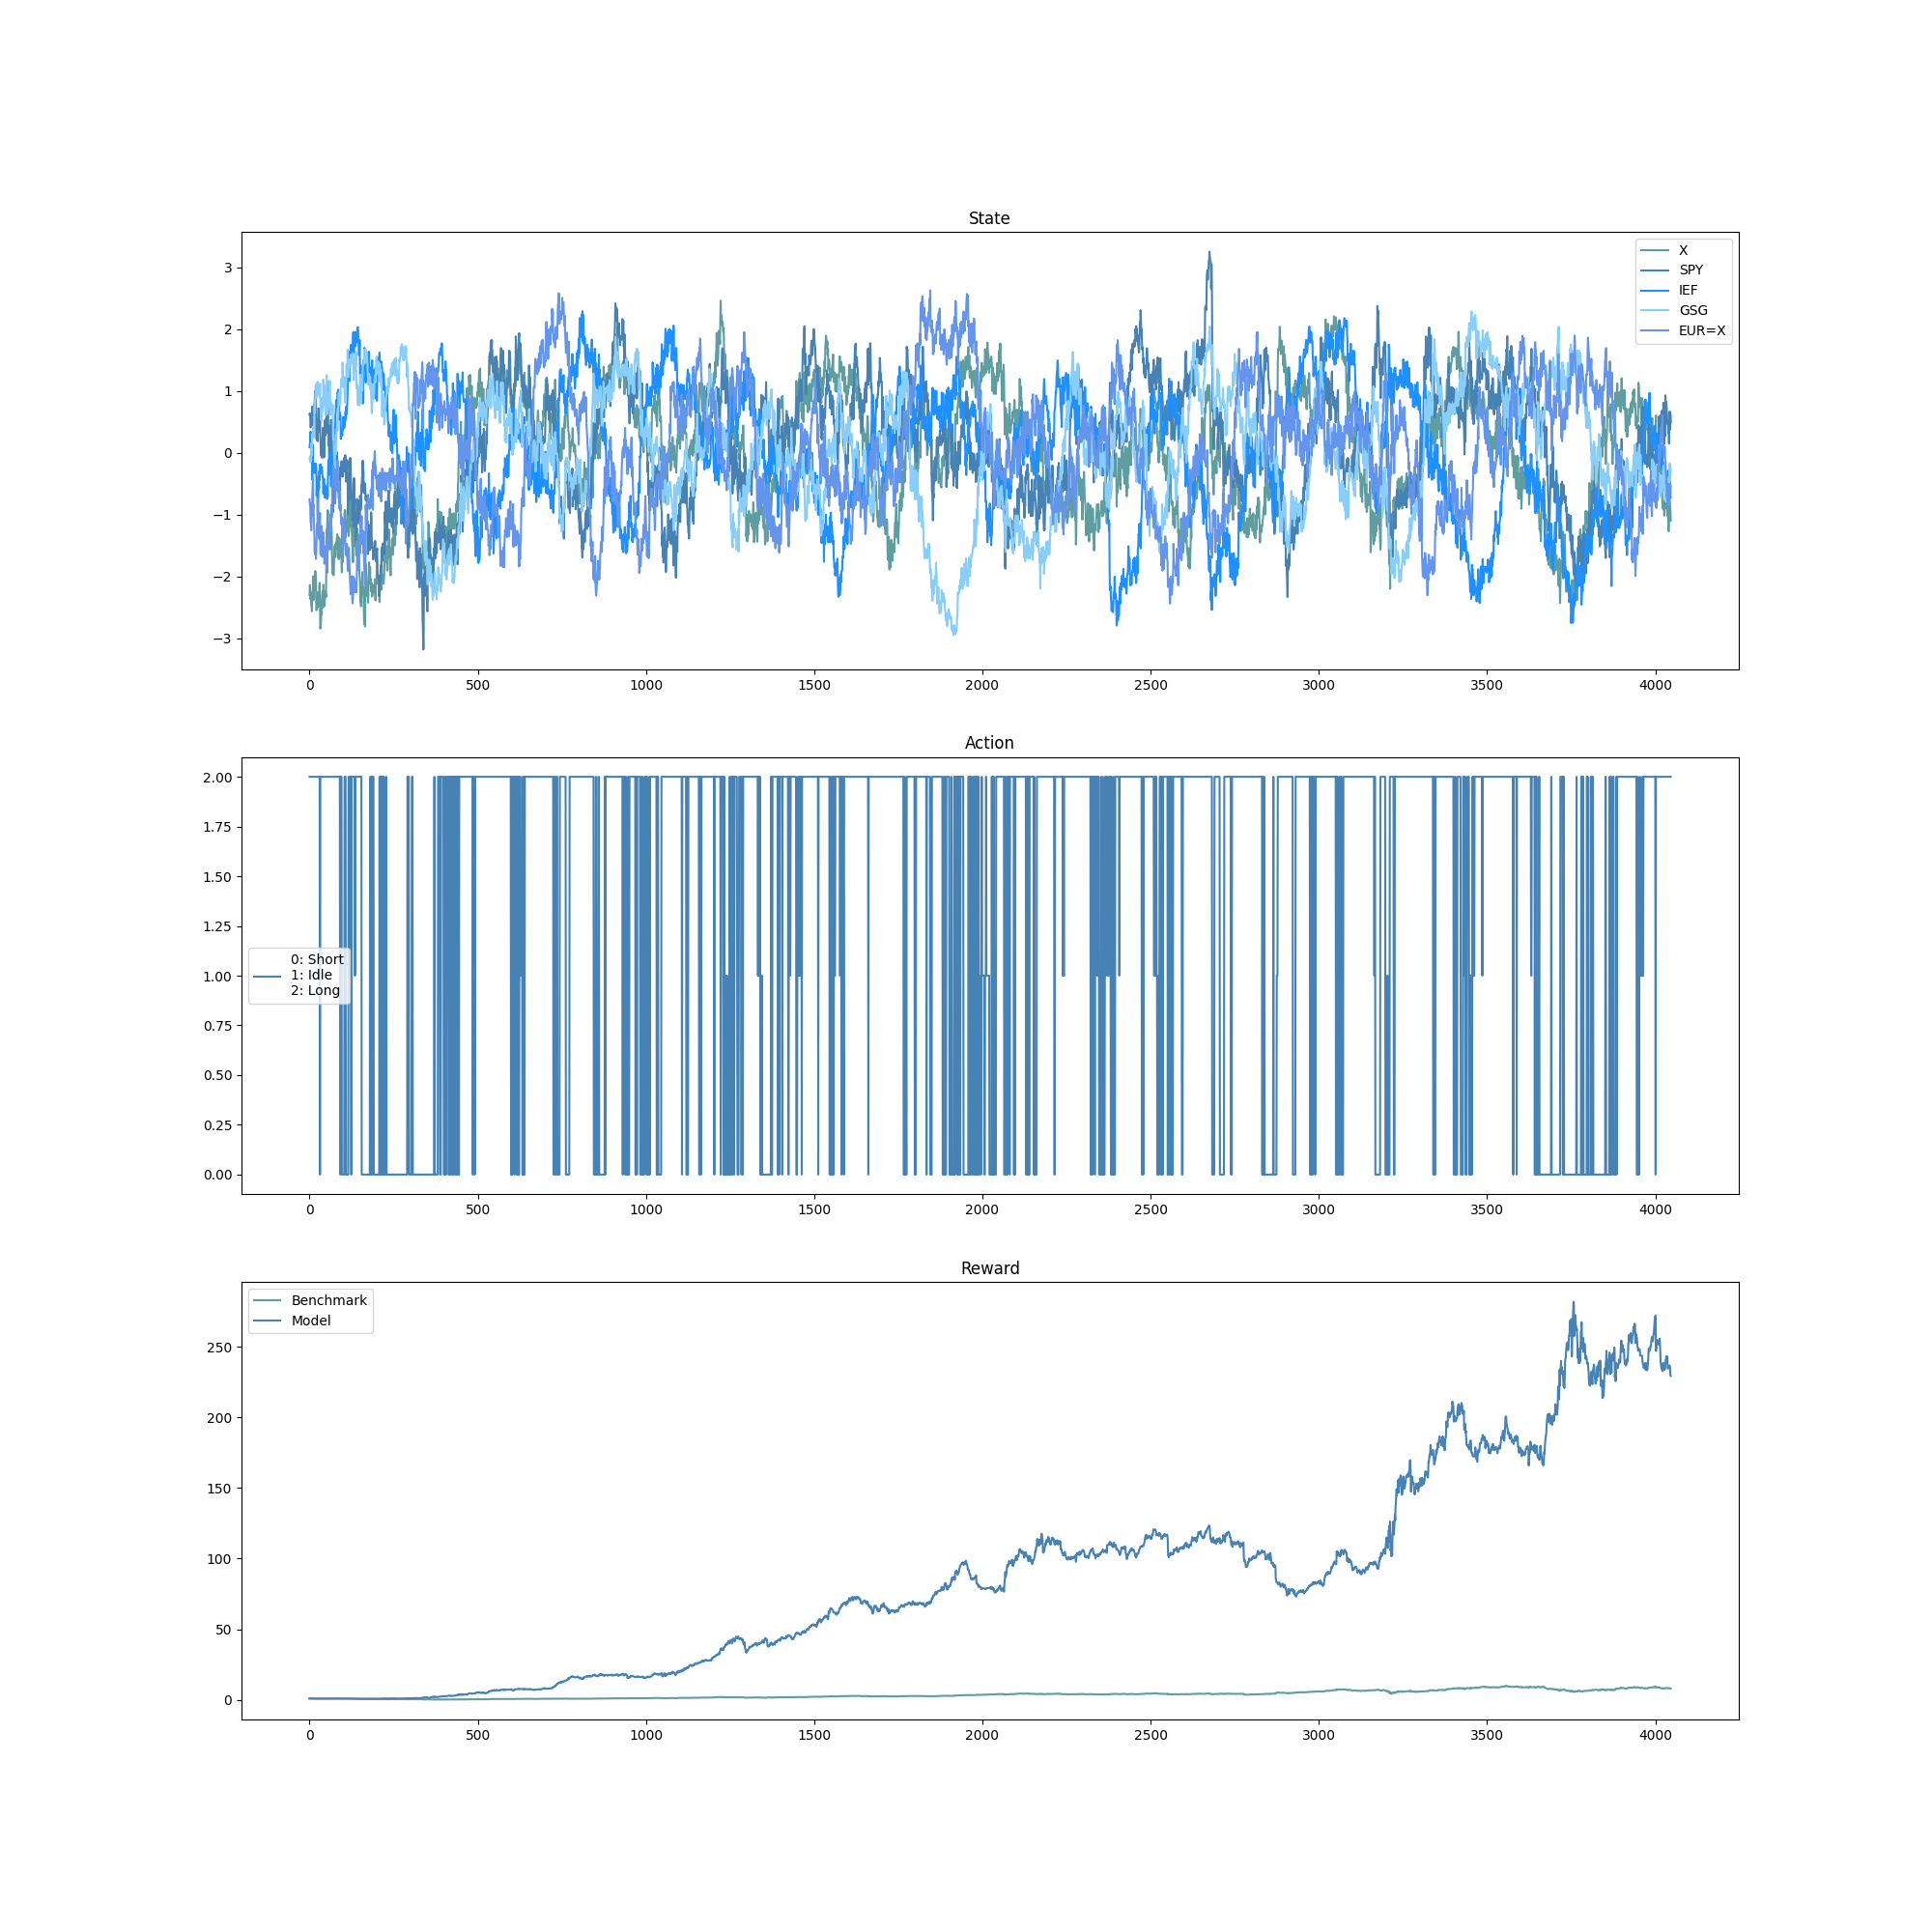 State
3
2
1
0
−1
−2
−3
X
SPY
IEF
GSG
EUR=X
0 500 1000 1500 2000 2500 3000 3500 4000
Action
2.00
1.75
1.50
1.25
1.00
0.75
0.50
0.25
0.00
0: Short
1: Idle
2: Long
0 500 1000 1500 2000 2500 3000 3500 4000
Reward
Benchmark
Model
250
200
150
100
50
0
0 500 1000 1500 2000 2500 3000 3500 4000